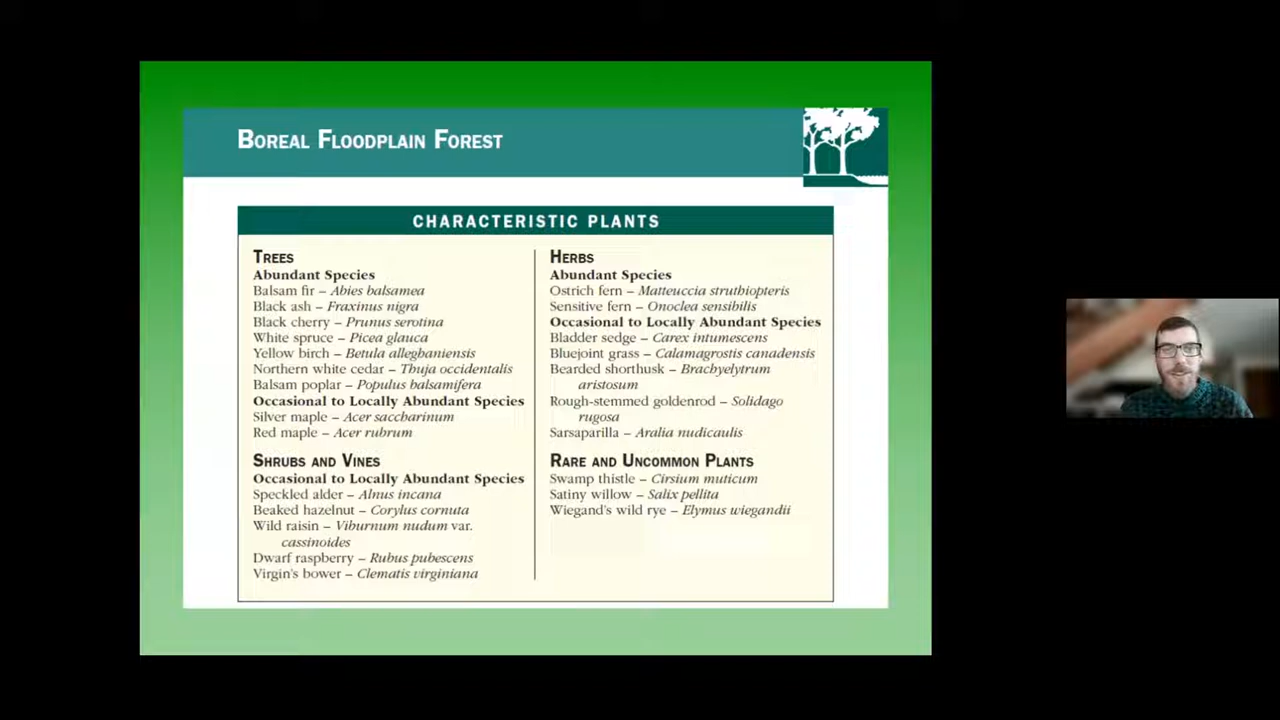 BOREAL FLOODPLAIN FOREST
CHARACTERISTIC PLANTS
TREES
Abundant Species
Balsam fir – Abies balsamea
Black ash – Fraxinus nigra
Black cherry – Prunus serotina
White spruce – Picea glauca
Yellow birch – Betula alleghaniensis
Northern white cedar – Thuja occidentalis
Balsam poplar – Populus balsamifera
Occasional to Locally Abundant Species
Silver maple – Acer saccharinum
Red maple – Acer rubrum
SHRUBS AND VINES
Occasional to Locally Abundant Species
Speckled alder – Alnus incana
Beaked hazelnut – Corylus cornuta
Wild raisin – Viburnum nudum var.
cassinoides
Dwarf raspberry – Rubus pubescens
Virgin's bower – Clematis virginiana
HERBS
Abundant Species
Ostrich fern – Matteuccia struthiopteris
Sensitive fern – Onoclea sensibilis
Occasional to Locally Abundant Species
Bladder sedge – Carex intumescens
Bluejoint grass – Calamagrostis canadensis
Bearded shorthusk – Brachyelytrum
aristosum
Rough-stemmed goldenrod – Solidago
rugosa
Sarsaparilla – Aralia nudicaulis
RARE AND UNCOMMON PLANTS
Swamp thistle – Cirsium muticum
Satiny willow – Salix pellita
Wiegand's wild rye – Elymus wiegandii